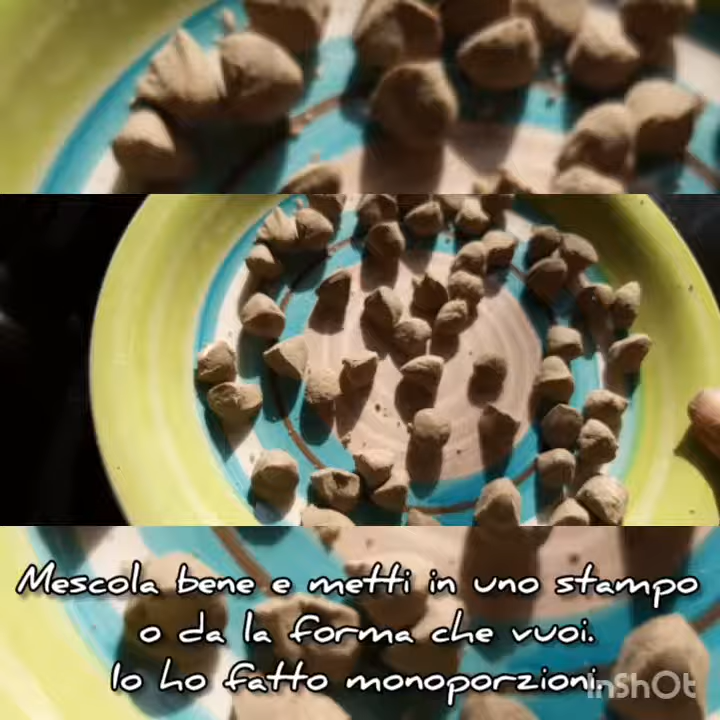 Mescola bene e metti in uno stampo
o da la forma che vuoi.
Io ho fatto monoporzioni.
InShOt